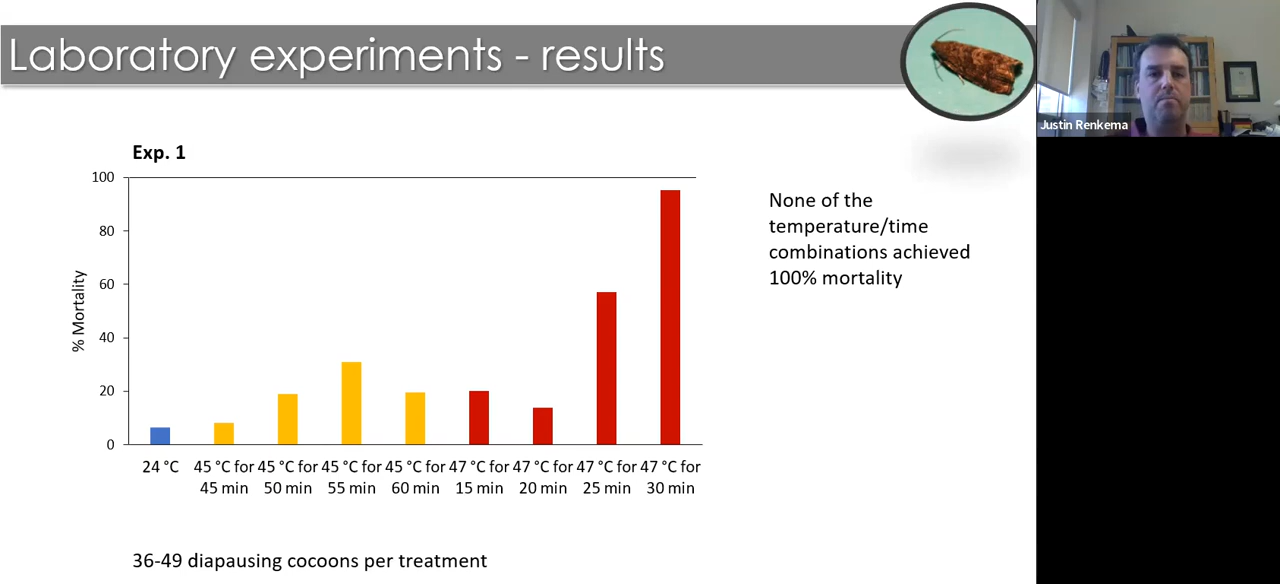 Laboratory experiments - results
Justin Renkema
Exp. 1
100
80
60
40
20
0
% Mortality
24 °C
45 °C for 45 min
45 °C for 50 min
45 °C for 55 min
45 °C for 60 min
47 °C for 15 min
47 °C for 20 min
47 °C for 25 min
47 °C for 30 min
None of the
temperature/time
combinations achieved
100% mortality
36-49 diapausing cocoons per treatment